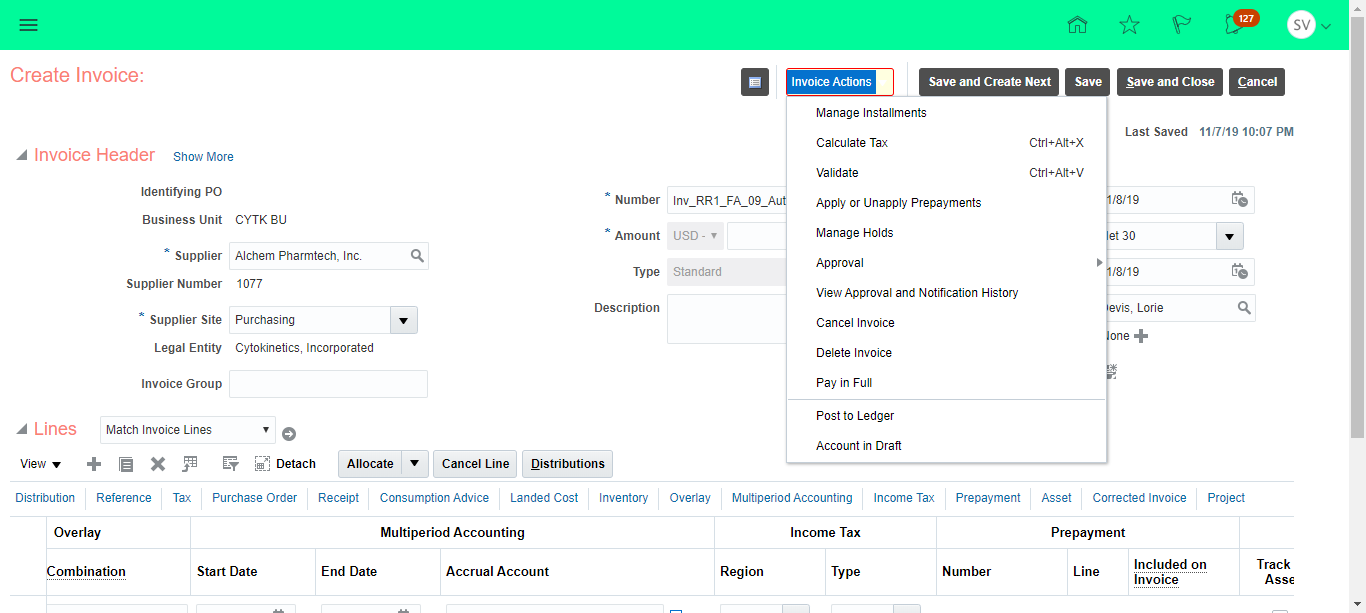 127
SV
Create Invoice:
Invoice Actions
Save and Create Next
Save
Save and Close
Cancel
Manage Installments
Calculate Tax Ctrl+Alt+X
Validate Ctrl+Alt+V
Apply or Unapply Prepayments
Manage Holds
Approval
View Approval and Notification History
Cancel Invoice
Delete Invoice
Pay in Full
Post to Ledger
Account in Draft
Last Saved 11/7/19 10:07 PM
Invoice Header Show More
Identifying PO
Business Unit CYTK BU
* Supplier Alchem Pharmtech, Inc.
Supplier Number 1077
* Supplier Site Purchasing
Legal Entity Cytokinetics, Incorporated
Invoice Group
* Number Inv_RR1_FA_09_Aut
* Amount USD -
Type Standard
Description
1/8/19
et 30
1/8/19
evis, Lorie
one
Lines Match Invoice Lines
View
Detach
Allocate
Cancel Line
Distributions
Distribution Reference Tax Purchase Order Receipt Consumption Advice Landed Cost Inventory Overlay Multiperiod Accounting Income Tax Prepayment Asset Corrected Invoice Project
Overlay Multiperiod Accounting Income Tax Prepayment
Combination Start Date End Date Accrual Account Region Type Number Line Included on Invoice Track
Asse